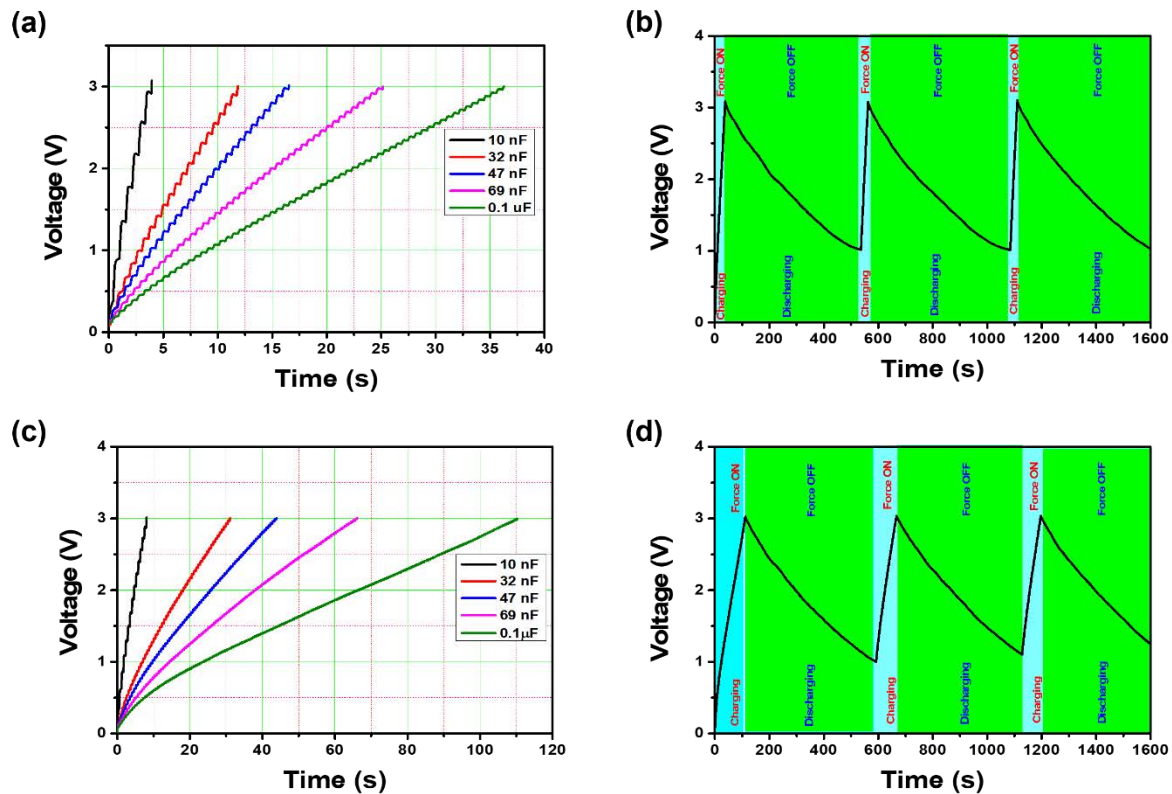 (a)
Voltage (V)
3
2
1
0
0 5 10 15 20 25 30 35 40
Time (s)
10 nF
32 nF
47 nF
69 nF
0.1 uF
(b)
Voltage (V)
4
3
2
1
0
0 200 400 600 800 1000 1200 1400 1600
Time (s)
Force ON
Force OFF
Force ON
Force OFF
Force ON
Force OFF
Charging
Discharging
Charging
Discharging
Charging
Discharging
(c)
Voltage (V)
4
3
2
1
0
0 20 40 60 80 100 120
Time (s)
10 nF
32 nF
47 nF
69 nF
0.1µF
(d)
Voltage (V)
4
3
2
1
0
0 200 400 600 800 1000 1200 1400 1600
Time (s)
Force ON
Force OFF
Force ON
Force OFF
Force ON
Force OFF
Charging
Discharging
Charging
Discharging
Charging
Discharging